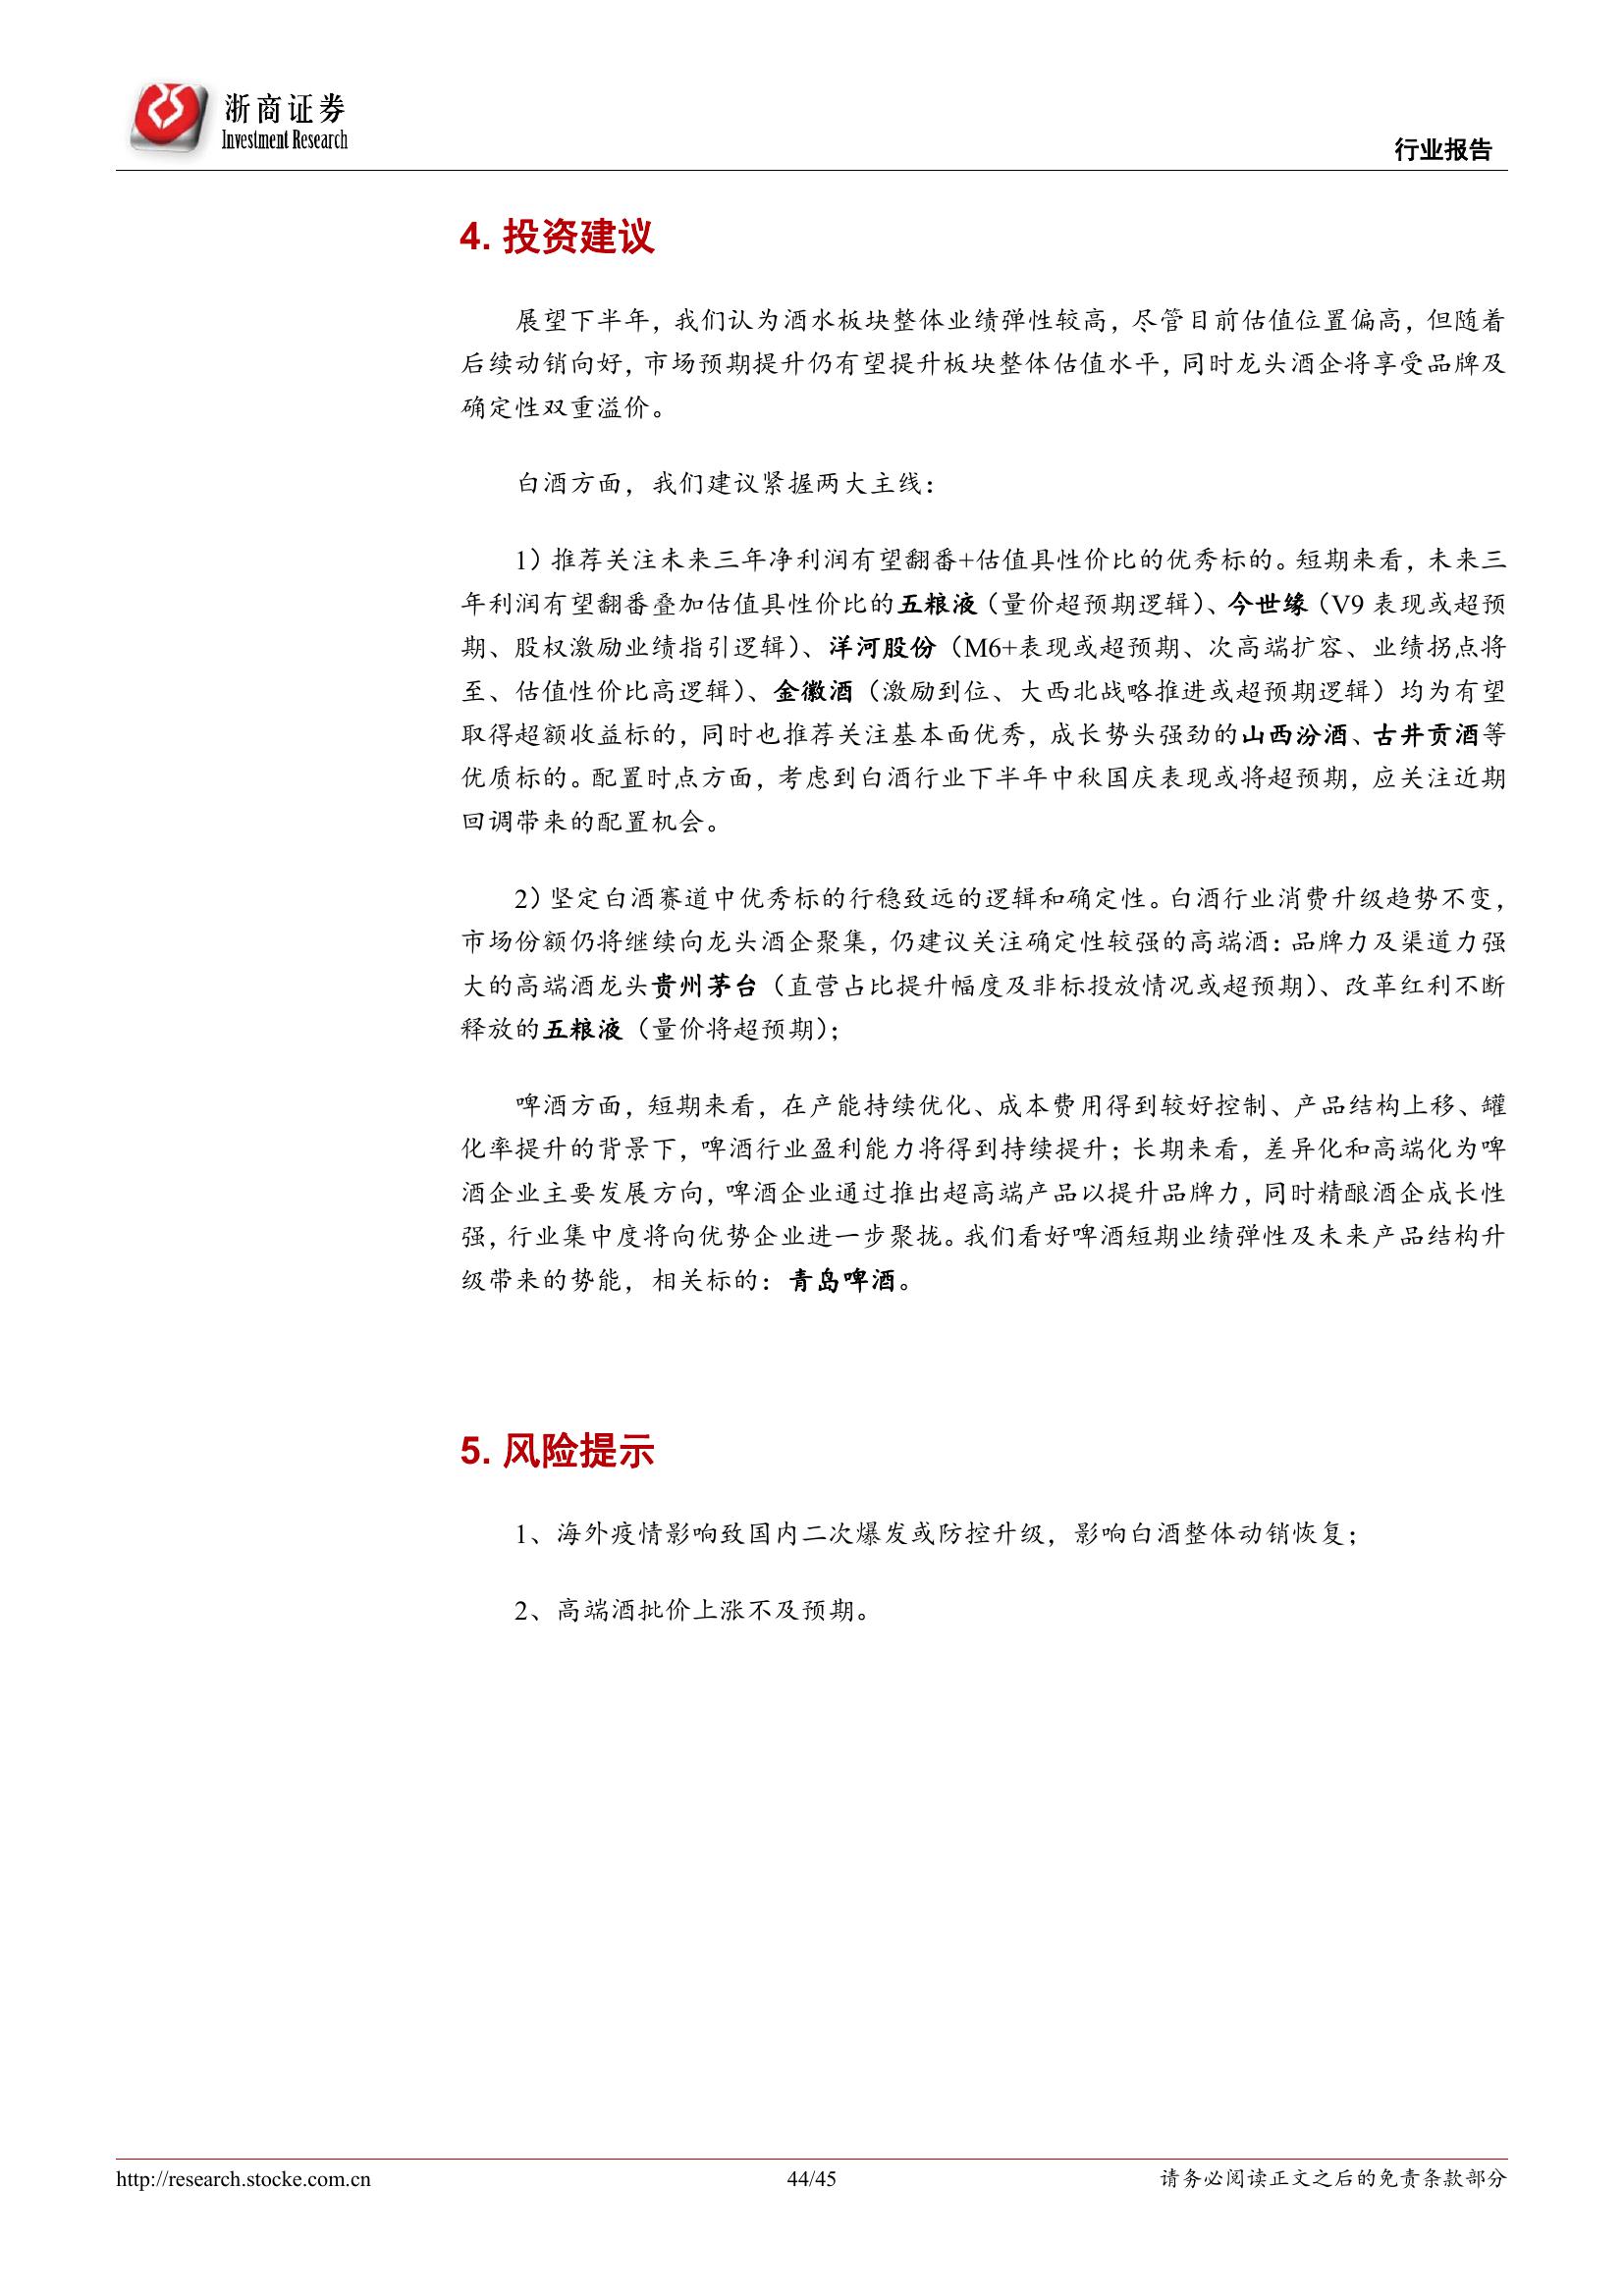 浙商证券
Investment Research
行业报告
4. 投资建议
展望下半年，我们认为酒水板块整体业绩弹性较高，尽管目前估值位置偏高，但随着
后续动销向好，市场预期提升仍有望提升板块整体估值水平，同时龙头酒企将享受品牌及
确定性双重溢价。
白酒方面，我们建议紧握两大主线：
1）推荐关注未来三年净利润有望翻番+估值具性价比的优秀标的。短期来看，未来三
年利润有望翻番叠加估值具性价比的五粮液（量价超预期逻辑）、今世缘（V9 表现或超预
期、股权激励业绩指引逻辑）、洋河股份（M6+表现或超预期、次高端扩容、业绩拐点将
至、估值性价比高逻辑）、金徽酒（激励到位、大西北战略推进或超预期逻辑）均为有望
取得超额收益标的，同时也推荐关注基本面优秀，成长势头强劲的山西汾酒、古井贡酒等
优质标的。配置时点方面，考虑到白酒行业下半年中秋国庆表现或将超预期，应关注近期
回调带来的配置机会。
2）坚定白酒赛道中优秀标的行稳致远的逻辑和确定性。白酒行业消费升级趋势不变，
市场份额仍将继续向龙头酒企聚集，仍建议关注确定性较强的高端酒：品牌力及渠道力强
大的高端酒龙头贵州茅台（直营占比提升幅度及非标投放情况或超预期）、改革红利不断
释放的五粮液（量价将超预期）；
啤酒方面，短期来看，在产能持续优化、成本费用得到较好控制、产品结构上移、罐
化率提升的背景下，啤酒行业盈利能力将得到持续提升；长期来看，差异化和高端化为啤
酒企业主要发展方向，啤酒企业通过推出超高端产品以提升品牌力，同时精酿酒企成长性
强，行业集中度将向优势企业进一步聚拢。我们看好啤酒短期业绩弹性及未来产品结构升
级带来的势能，相关标的：青岛啤酒。
5. 风险提示
1、海外疫情影响致国内二次爆发或防控升级，影响白酒整体动销恢复；
2、高端酒批价上涨不及预期。
http://research.stocke.com.cn
44/45
请务必阅读正文之后的免责条款部分